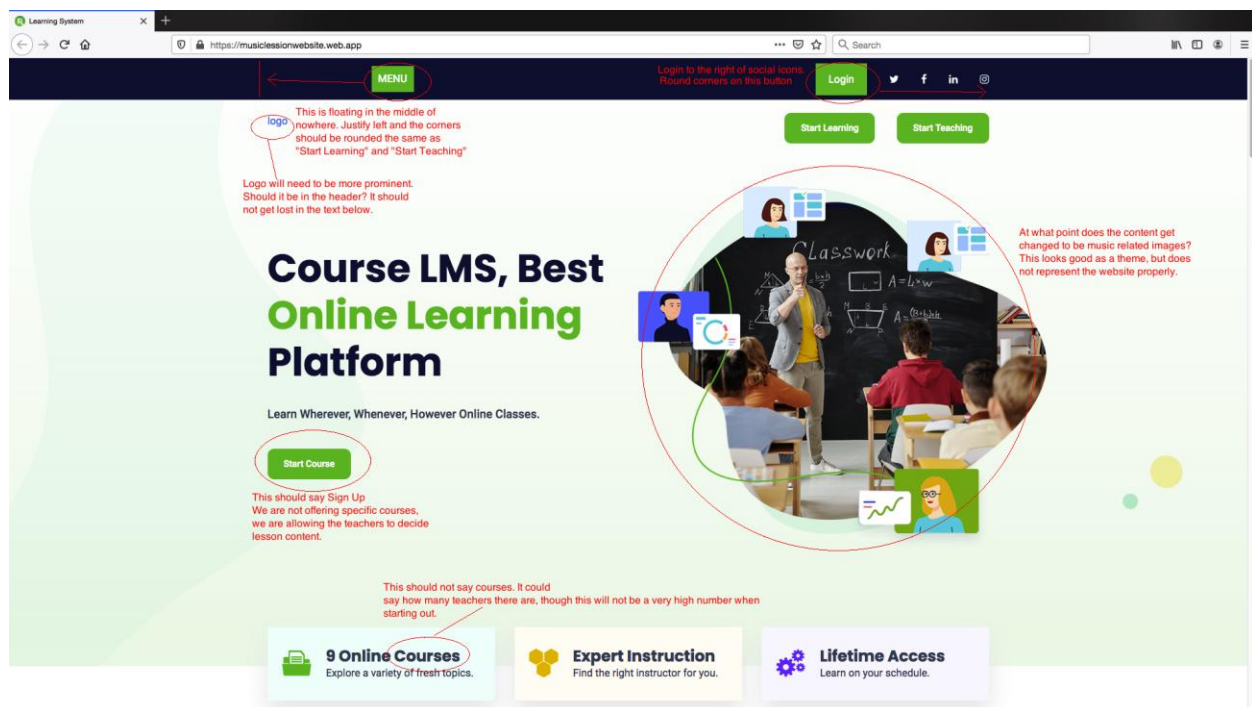 Learning System
https://musiclessionwebsite.web.app
Search
MENU
Login to the right of social icons.
Round corners on this button
Login
logo
This is floating in the middle of
nowhere. Justify left and the corners
should be rounded the same as
"Start Learning" and "Start Teaching"
Start Learning
Start Teaching
Logo will need to be more prominent.
Should it be in the header? It should
not get lost in the text below.
Classwork
A=L×w
At what point does the content get
changed to be music related images?
This looks good as a theme, but does
not represent the website properly.
Course LMS, Best
Online Learning
Platform
Learn Wherever, Whenever, However Online Classes.
Start Course
This should say Sign Up
We are not offering specific courses,
we are allowing the teachers to decide
lesson content.
This should not say courses. It could
say how many teachers there are, though this will not be a very high number when
starting out.
9 Online Courses
Explore a variety of fresh topics.
Expert Instruction
Find the right instructor for you.
Lifetime Access
Learn on your schedule.